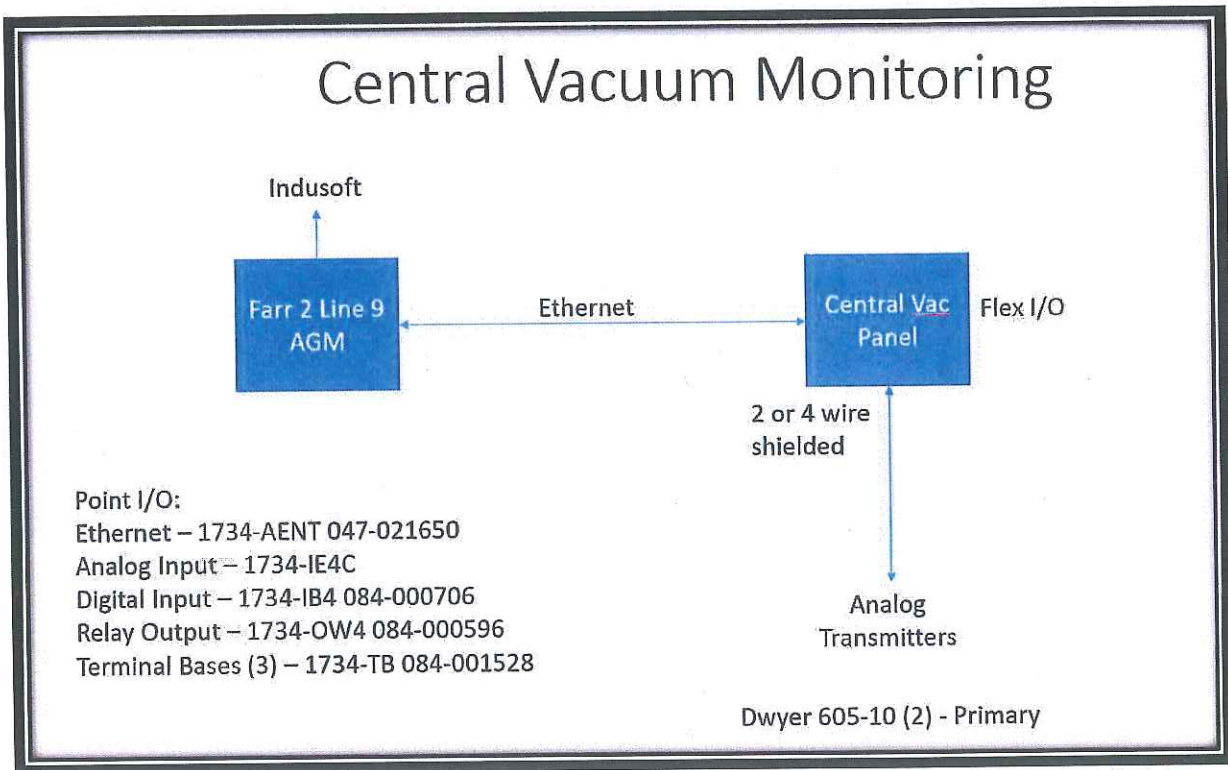 Central Vacuum Monitoring
Indusoft
Farr 2 Line 9
AGM
Ethernet
Central Vac
Panel
Flex I/O
2 or 4 wire
shielded
Point I/O:
Ethernet – 1734-AENT 047-021650
Analog Input – 1734-IE4C
Digital Input – 1734-IB4 084-000706
Relay Output – 1734-OW4 084-000596
Terminal Bases (3) – 1734-TB 084-001528
Analog
Transmitters
Dwyer 605-10 (2) - Primary